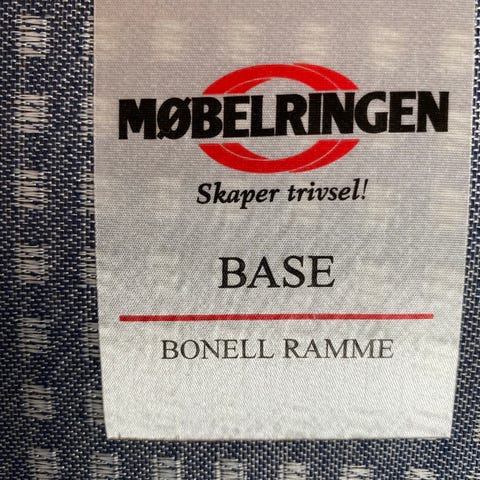 MØBELRINGEN
Skaper trivsel!
BASE
BONELL RAMME